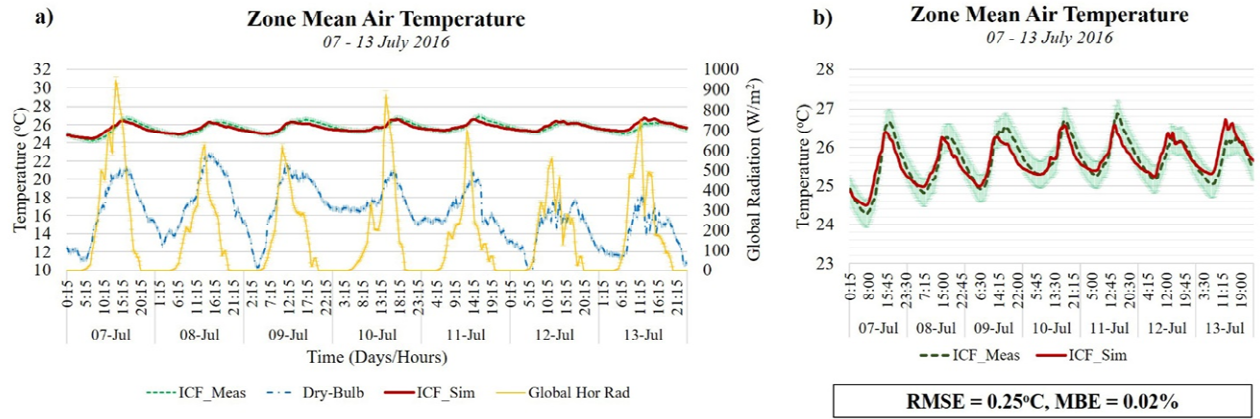 a)
Zone Mean Air Temperature
07 - 13 July 2016
Temperature (ºC)
32
30
28
26
24
22
20
18
16
14
12
10
1000
900
800
700
600
500
400
300
200
100
0
Global Radiation (W/m²)
0:15 5:15 10:15 15:15 20:15 1:15 6:15 11:15 16:15 21:15 2:15 7:15 12:15 17:15 22:15 3:15 8:15 13:15 18:15 23:15 4:15 9:15 14:15 19:15 0:15 5:15 10:15 15:15 20:15 1:15 6:15 11:15 16:15 21:15
07-Jul 08-Jul 09-Jul 10-Jul 11-Jul 12-Jul 13-Jul
Time (Days/Hours)
ICF_Meas Dry-Bulb ICF_Sim Global Hor Rad
b)
Zone Mean Air Temperature
07 - 13 July 2016
Temperature (ºC)
28
27
26
25
24
23
0:15 8:00 15:45 23:30 7:15 15:00 22:45 6:30 14:15 22:00 5:45 13:30 21:15 5:00 12:45 20:30 4:15 12:00 19:45 3:30 11:15 19:00
07-Jul 08-Jul 09-Jul 10-Jul 11-Jul 12-Jul 13-Jul
ICF_Meas ICF_Sim
RMSE = 0.25ºC, MBE = 0.02%